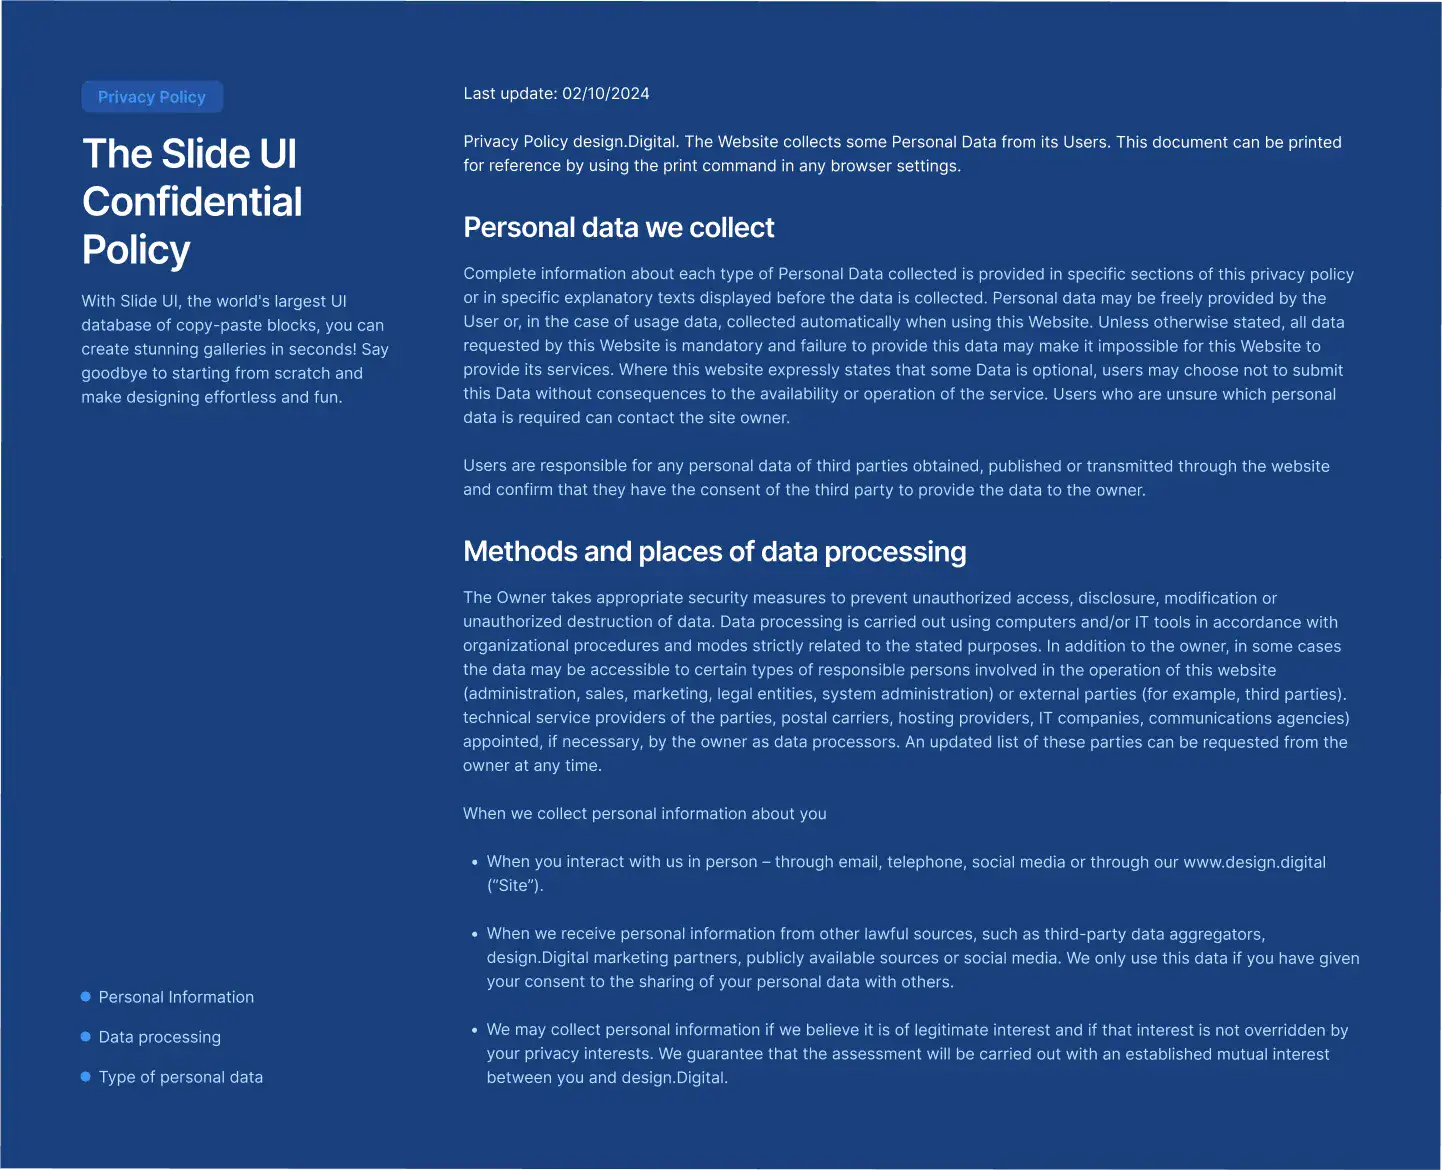 Privacy Policy
The Slide UI
Confidential
Policy
With Slide UI, the world's largest UI
database of copy-paste blocks, you can
create stunning galleries in seconds! Say
goodbye to starting from scratch and
make designing effortless and fun.
Personal Information
Data processing
Type of personal data
Last update: 02/10/2024
Privacy Policy design.Digital. The Website collects some Personal Data from its Users. This document can be printed
for reference by using the print command in any browser settings.
Personal data we collect
Complete information about each type of Personal Data collected is provided in specific sections of this privacy policy
or in specific explanatory texts displayed before the data is collected. Personal data may be freely provided by the
User or, in the case of usage data, collected automatically when using this Website. Unless otherwise stated, all data
requested by this Website is mandatory and failure to provide this data may make it impossible for this Website to
provide its services. Where this website expressly states that some Data is optional, users may choose not to submit
this Data without consequences to the availability or operation of the service. Users who are unsure which personal
data is required can contact the site owner.
Users are responsible for any personal data of third parties obtained, published or transmitted through the website
and confirm that they have the consent of the third party to provide the data to the owner.
Methods and places of data processing
The Owner takes appropriate security measures to prevent unauthorized access, disclosure, modification or
unauthorized destruction of data. Data processing is carried out using computers and/or IT tools in accordance with
organizational procedures and modes strictly related to the stated purposes. In addition to the owner, in some cases
the data may be accessible to certain types of responsible persons involved in the operation of this website
(administration, sales, marketing, legal entities, system administration) or external parties (for example, third parties).
technical service providers of the parties, postal carriers, hosting providers, IT companies, communications agencies)
appointed, if necessary, by the owner as data processors. An updated list of these parties can be requested from the
owner at any time.
When we collect personal information about you
• When you interact with us in person – through email, telephone, social media or through our www.design.digital
(“Site”).
• When we receive personal information from other lawful sources, such as third-party data aggregators,
design.Digital marketing partners, publicly available sources or social media. We only use this data if you have given
your consent to the sharing of your personal data with others.
• We may collect personal information if we believe it is of legitimate interest and if that interest is not overridden by
your privacy interests. We guarantee that the assessment will be carried out with an established mutual interest
between you and design.Digital.